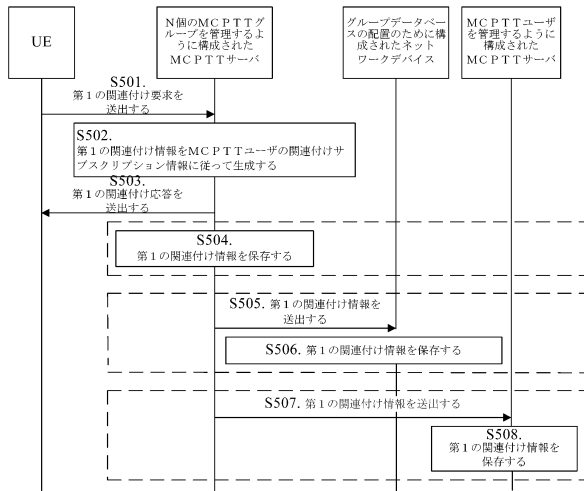 UE
N個のMCPTTグ
ループを管理するよ
うに構成された
MCPTTサーバ
グループデータベー
スの配置のために構
成されたネット
ワークデバイス
MCPTTユーザ
を管理するように
構成された
MCPTTサーバ
S501.
第1の関連付け要求を
送出する
S502.
第1の関連付け情報をMCPTTユーザの関連付けサ
ブスクリプション情報に従って生成する
S503.
第1の関連付け応答を
送出する
S504.
第1の関連付け情報を保存する
S505. 第1の関連付け情報を
送出する
S506. 第1の関連付け情報を保存する
S507. 第1の関連付け情報を送出する
S508.
第1の関連付け情報を
保存する